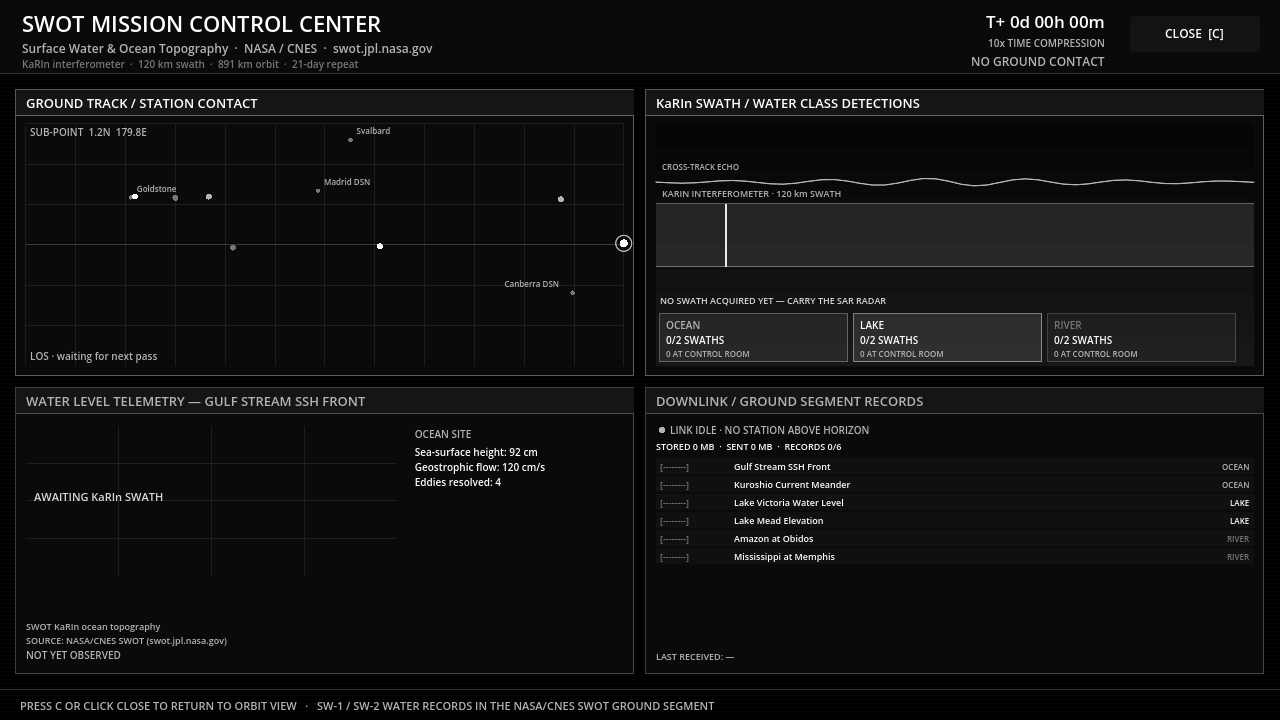 SWOT MISSION CONTROL CENTER
Surface Water & Ocean Topography · NASA / CNES · swot.jpl.nasa.gov
KaRIn interferometer · 120 km swath · 891 km orbit · 21-day repeat
T+ 0d 00h 00m
10x TIME COMPRESSION
NO GROUND CONTACT
CLOSE [C]
GROUND TRACK / STATION CONTACT
SUB-POINT 1.2N 179.8E
Svalbard
Madrid DSN
Goldstone
Canberra DSN
LOS · waiting for next pass
KaRIn SWATH / WATER CLASS DETECTIONS
CROSS-TRACK ECHO
KARIN INTERFEROMETER · 120 km SWATH
NO SWATH ACQUIRED YET — CARRY THE SAR RADAR
OCEAN
0/2 SWATHS
0 AT CONTROL ROOM
LAKE
0/2 SWATHS
0 AT CONTROL ROOM
RIVER
0/2 SWATHS
0 AT CONTROL ROOM
WATER LEVEL TELEMETRY — GULF STREAM SSH FRONT
AWAITING KaRIn SWATH
OCEAN SITE
Sea-surface height: 92 cm
Geostrophic flow: 120 cm/s
Eddies resolved: 4
SWOT KaRIn ocean topography
SOURCE: NASA/CNES SWOT (swot.jpl.nasa.gov)
NOT YET OBSERVED
DOWNLINK / GROUND SEGMENT RECORDS
LINK IDLE · NO STATION ABOVE HORIZON
STORED 0 MB · SENT 0 MB · RECORDS 0/6
[--------] Gulf Stream SSH Front OCEAN
[--------] Kuroshio Current Meander OCEAN
[--------] Lake Victoria Water Level LAKE
[--------] Lake Mead Elevation LAKE
[--------] Amazon at Obidos RIVER
[--------] Mississippi at Memphis RIVER
LAST RECEIVED: —
PRESS C OR CLICK CLOSE TO RETURN TO ORBIT VIEW · SW-1 / SW-2 WATER RECORDS IN THE NASA/CNES SWOT GROUND SEGMENT